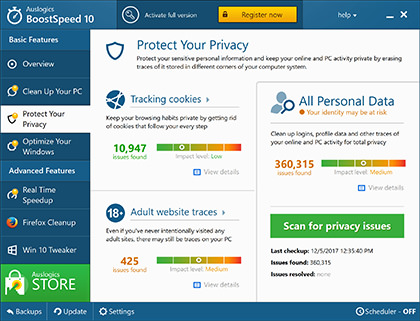 Auslogics
BoostSpeed 10
Activate full version
Register now
help
Basic Features
Overview
Clean Up Your PC
Protect Your
Privacy
Optimize Your
Windows
Advanced Features
Real Time
Speedup
Firefox Cleanup
Win 10 Tweaker
Auslogics
STORE
Protect Your Privacy
Protect your sensitive personal information and keep your online and PC activity private by erasing
traces of it stored in different corners of your computer system.
Tracking cookies
Keep your browsing habits private by getting rid
of cookies that follow your every step
10,947
issues found
Impact level: Low
View details
18+
Adult website traces
Even if you've never intentionally visited any
adult sites, there may still be traces on your PC
425
issues found
Impact level: Medium
View details
All Personal Data
Your identity may be at risk
Clean up logins, profile data and other traces of
your online and PC activity for total privacy
360,315
issues found
Impact level: Medium
View details
Scan for privacy issues
Last checkup: 12/5/2017 12:35:40 PM
Issues found: 360,315
Issues resolved: none
Backups
Update
Settings
Scheduler - OFF